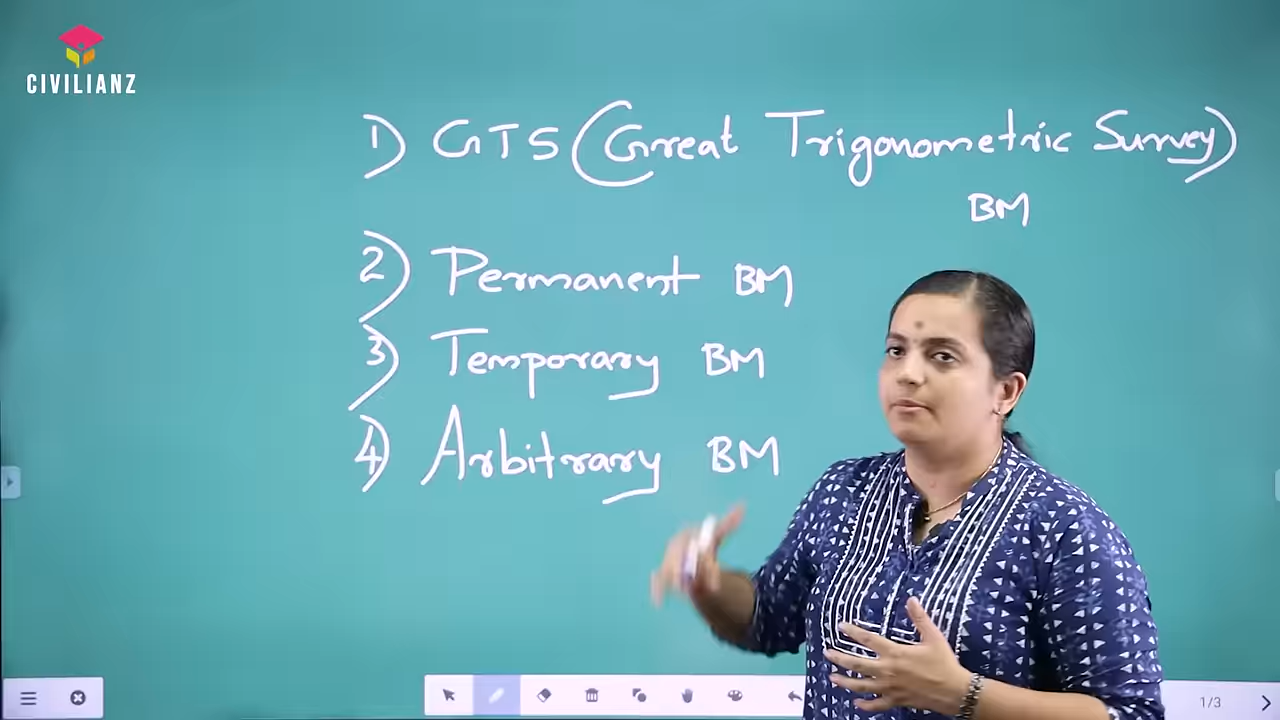 CIVILIANZ
1) GTS (Great Trigonometric Survey)
BM
2) Permanent BM
3) Temporary BM
4) Arbitrary BM
1/3